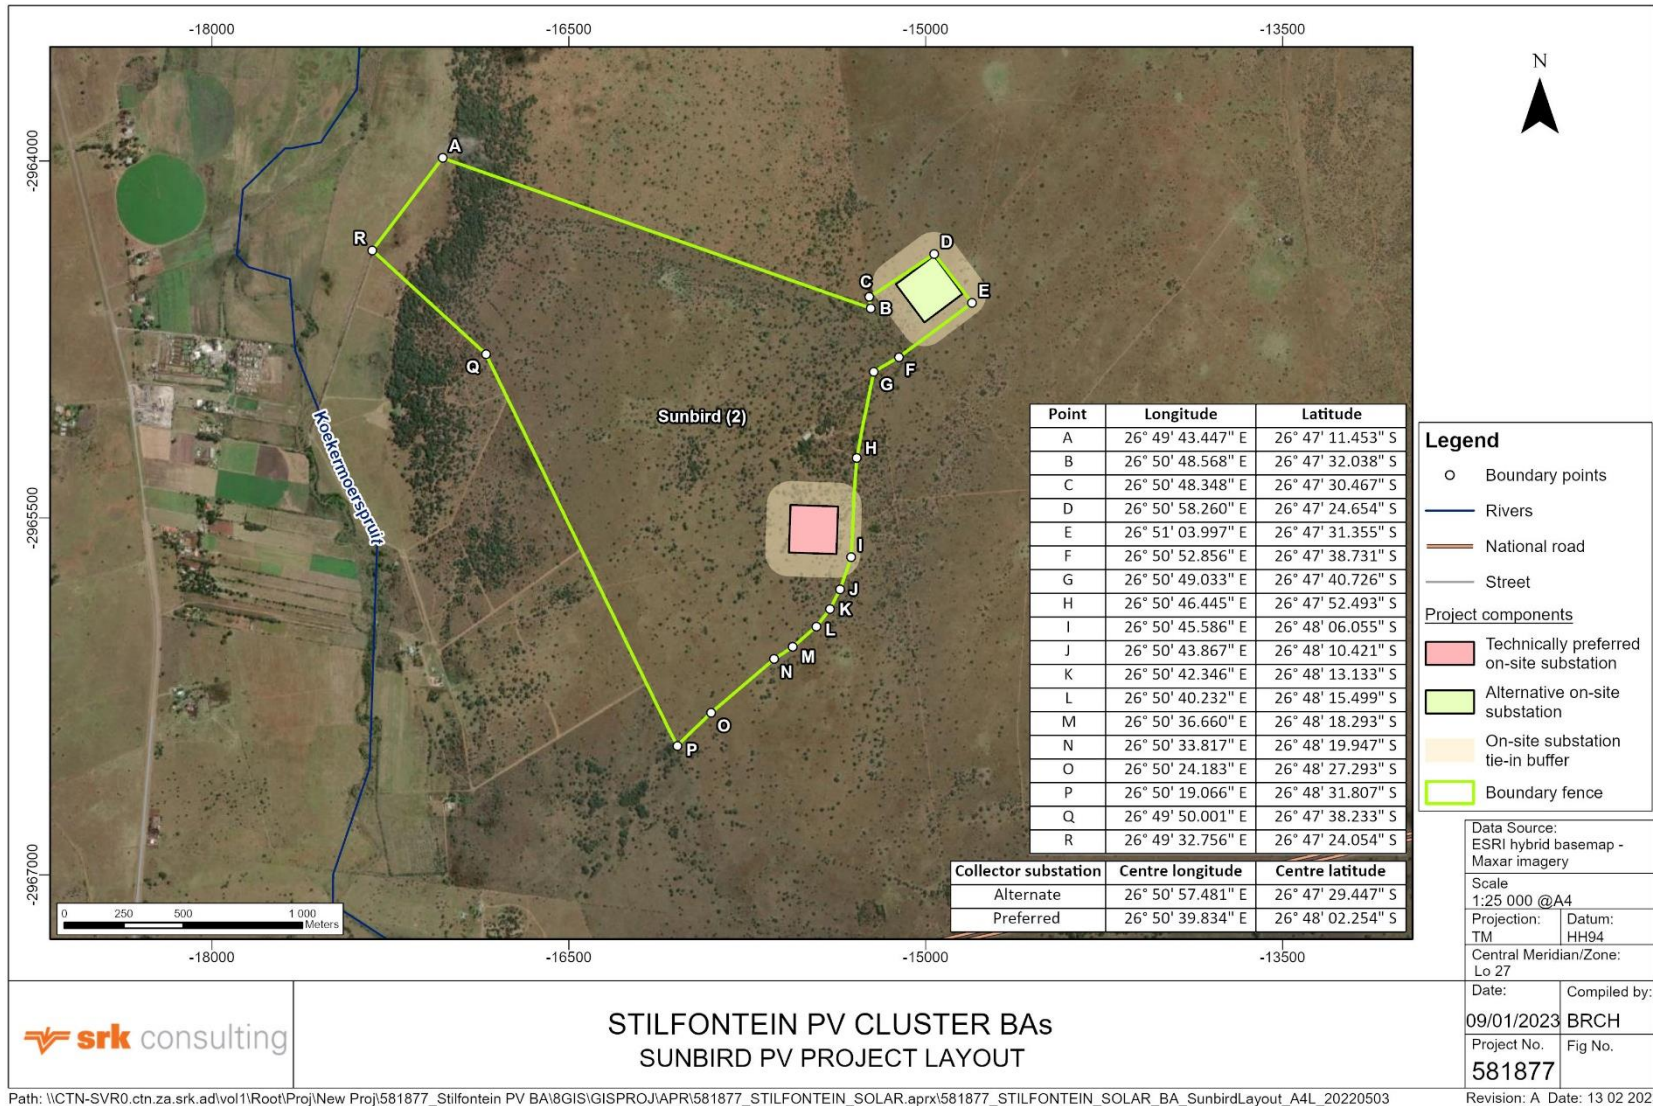 -18000 -16500 -15000 -13500
N
-2964000
-2965500
-2967000
A
R
D
C
E
B
Q
F
G
Sunbird (2)
H
Koekermoerspruit
I
J
K
L
M
N
O
P
Point Longitude Latitude
A 26° 49' 43.447" E 26° 47' 11.453" S
B 26° 50' 48.568" E 26° 47' 32.038" S
C 26° 50' 48.348" E 26° 47' 30.467" S
D 26° 50' 58.260" E 26° 47' 24.654" S
E 26° 51' 03.997" E 26° 47' 31.355" S
F 26° 50' 52.856" E 26° 47' 38.731" S
G 26° 50' 49.033" E 26° 47' 40.726" S
H 26° 50' 46.445" E 26° 47' 52.493" S
I 26° 50' 45.586" E 26° 48' 06.055" S
J 26° 50' 43.867" E 26° 48' 10.421" S
K 26° 50' 42.346" E 26° 48' 13.133" S
L 26° 50' 40.232" E 26° 48' 15.499" S
M 26° 50' 36.660" E 26° 48' 18.293" S
N 26° 50' 33.817" E 26° 48' 19.947" S
O 26° 50' 24.183" E 26° 48' 27.293" S
P 26° 50' 19.066" E 26° 48' 31.807" S
Q 26° 49' 50.001" E 26° 47' 38.233" S
R 26° 49' 32.756" E 26° 47' 24.054" S
Collector substation Centre longitude Centre latitude
Alternate 26° 50' 57.481" E 26° 47' 29.447" S
Preferred 26° 50' 39.834" E 26° 48' 02.254" S
0 250 500 1 000
Meters
-18000 -16500 -15000 -13500
Legend
Boundary points
Rivers
National road
Street
Project components
Technically preferred
on-site substation
Alternative on-site
substation
On-site substation
tie-in buffer
Boundary fence
Data Source:
ESRI hybrid basemap -
Maxar imagery
Scale
1:25 000 @A4
Projection: Datum:
TM HH94
Central Meridian/Zone:
Lo 27
Date: Compiled by:
09/01/2023 BRCH
Project No. Fig No.
581877
srk consulting
STILFONTEIN PV CLUSTER BAs
SUNBIRD PV PROJECT LAYOUT
Path: \\CTN-SVR0.ctn.za.srk.ad\vol1\Root\Proj\New Proj\581877_Stilfontein PV BA\8GIS\GISPROJ\APR\581877_STILFONTEIN_SOLAR.aprx\581877_STILFONTEIN_SOLAR_BA_SunbirdLayout_A4L_20220503
Revision: A Date: 13 02 202